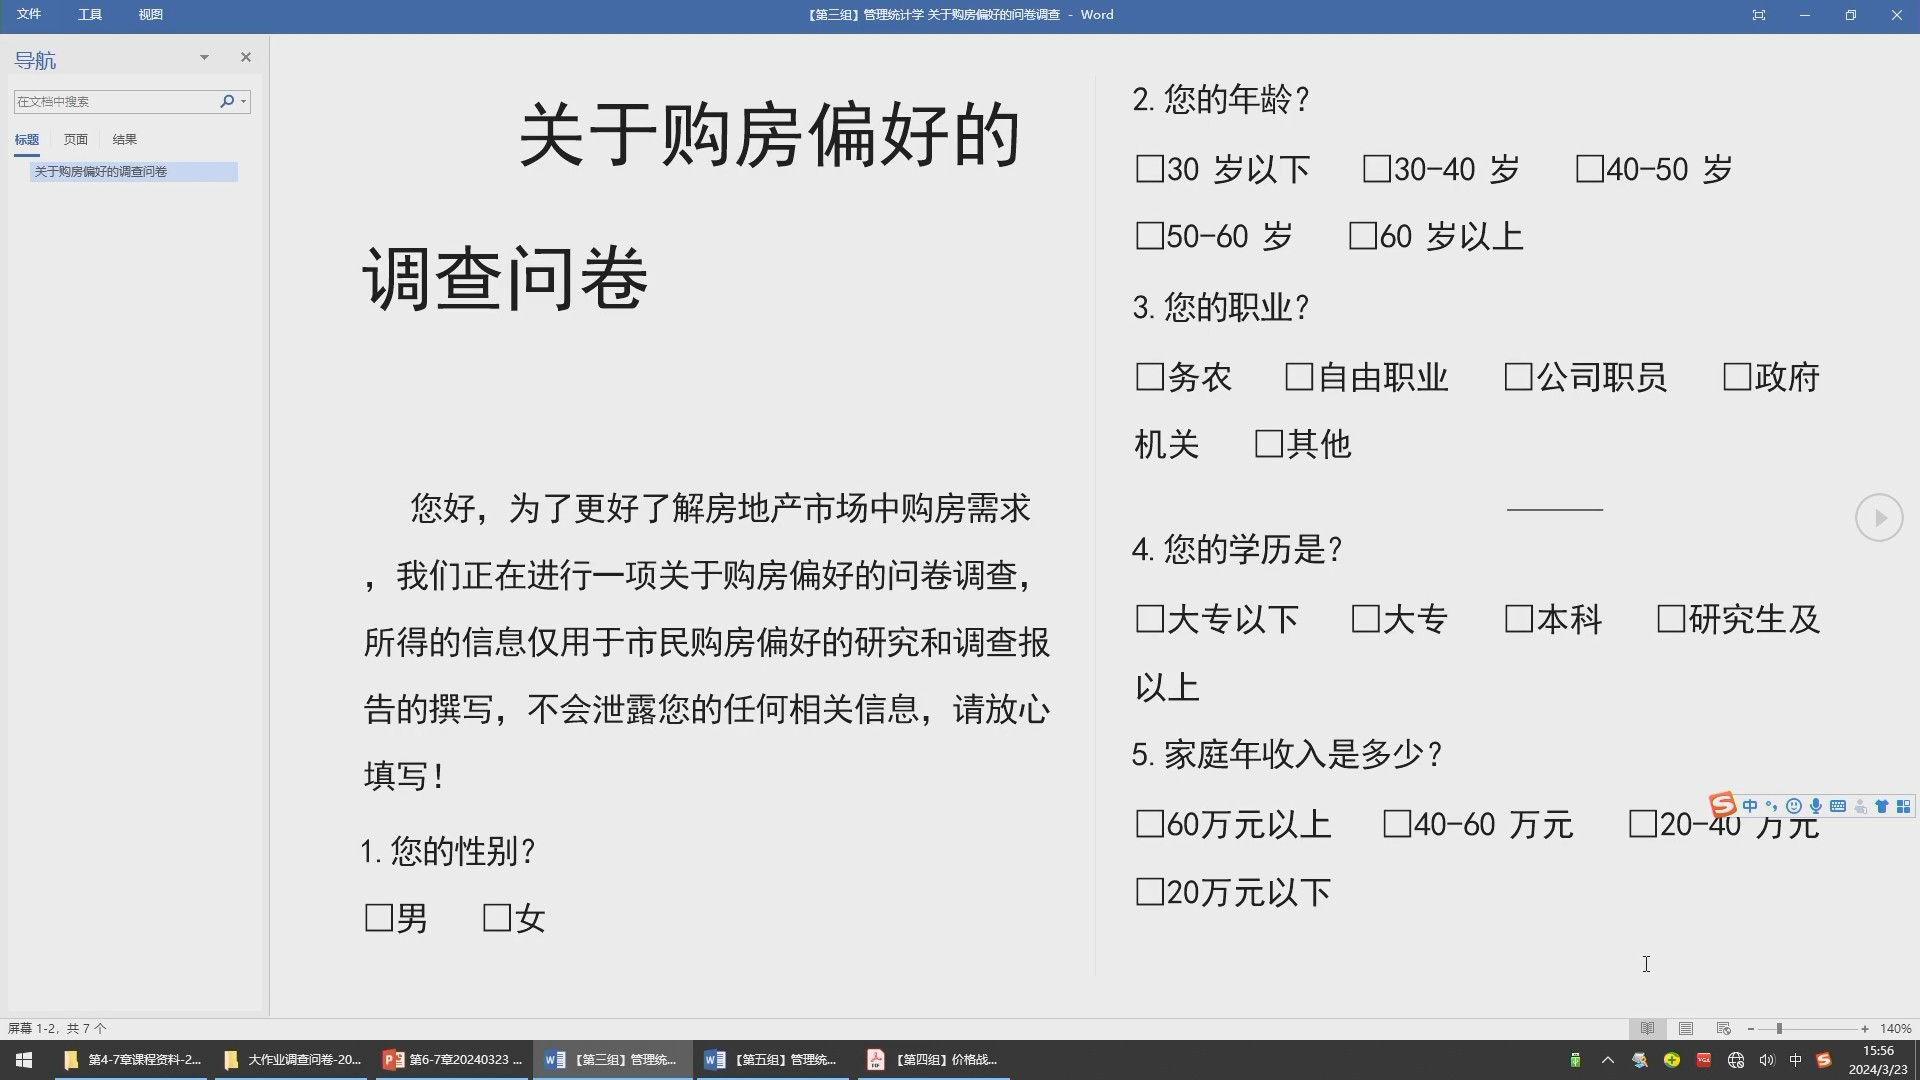 文件 工具 视图 【第三组】管理统计学 关于购房偏好的问卷调查 - Word
导航
在文档中搜索
标题 页面 结果
关于购房偏好的调查问卷
关于购房偏好的
调查问卷
您好，为了更好了解房地产市场中购房需求
，我们正在进行一项关于购房偏好的问卷调查，
所得的信息仅用于市民购房偏好的研究和调查报
告的撰写，不会泄露您的任何相关信息，请放心
填写！
1.您的性别？
□男 □女
2.您的年龄？
□30 岁以下 □30-40 岁 □40-50 岁
□50-60 岁 □60 岁以上
3.您的职业？
□务农 □自由职业 □公司职员 □政府
机关 □其他
4.您的学历是？
□大专以下 □大专 □本科 □研究生及
以上
5.家庭年收入是多少？
□60万元以上 □40-60 万元 □20-40 万元
□20万元以下
中
屏幕 1-2，共 7 个
140%
第4-7章课程资料-2... 大作业调查问卷-20... 第6-7章20240323 ... 【第三组】管理统... 【第五组】管理统... 【第四组】价格战...
中
15:56
2024/3/23